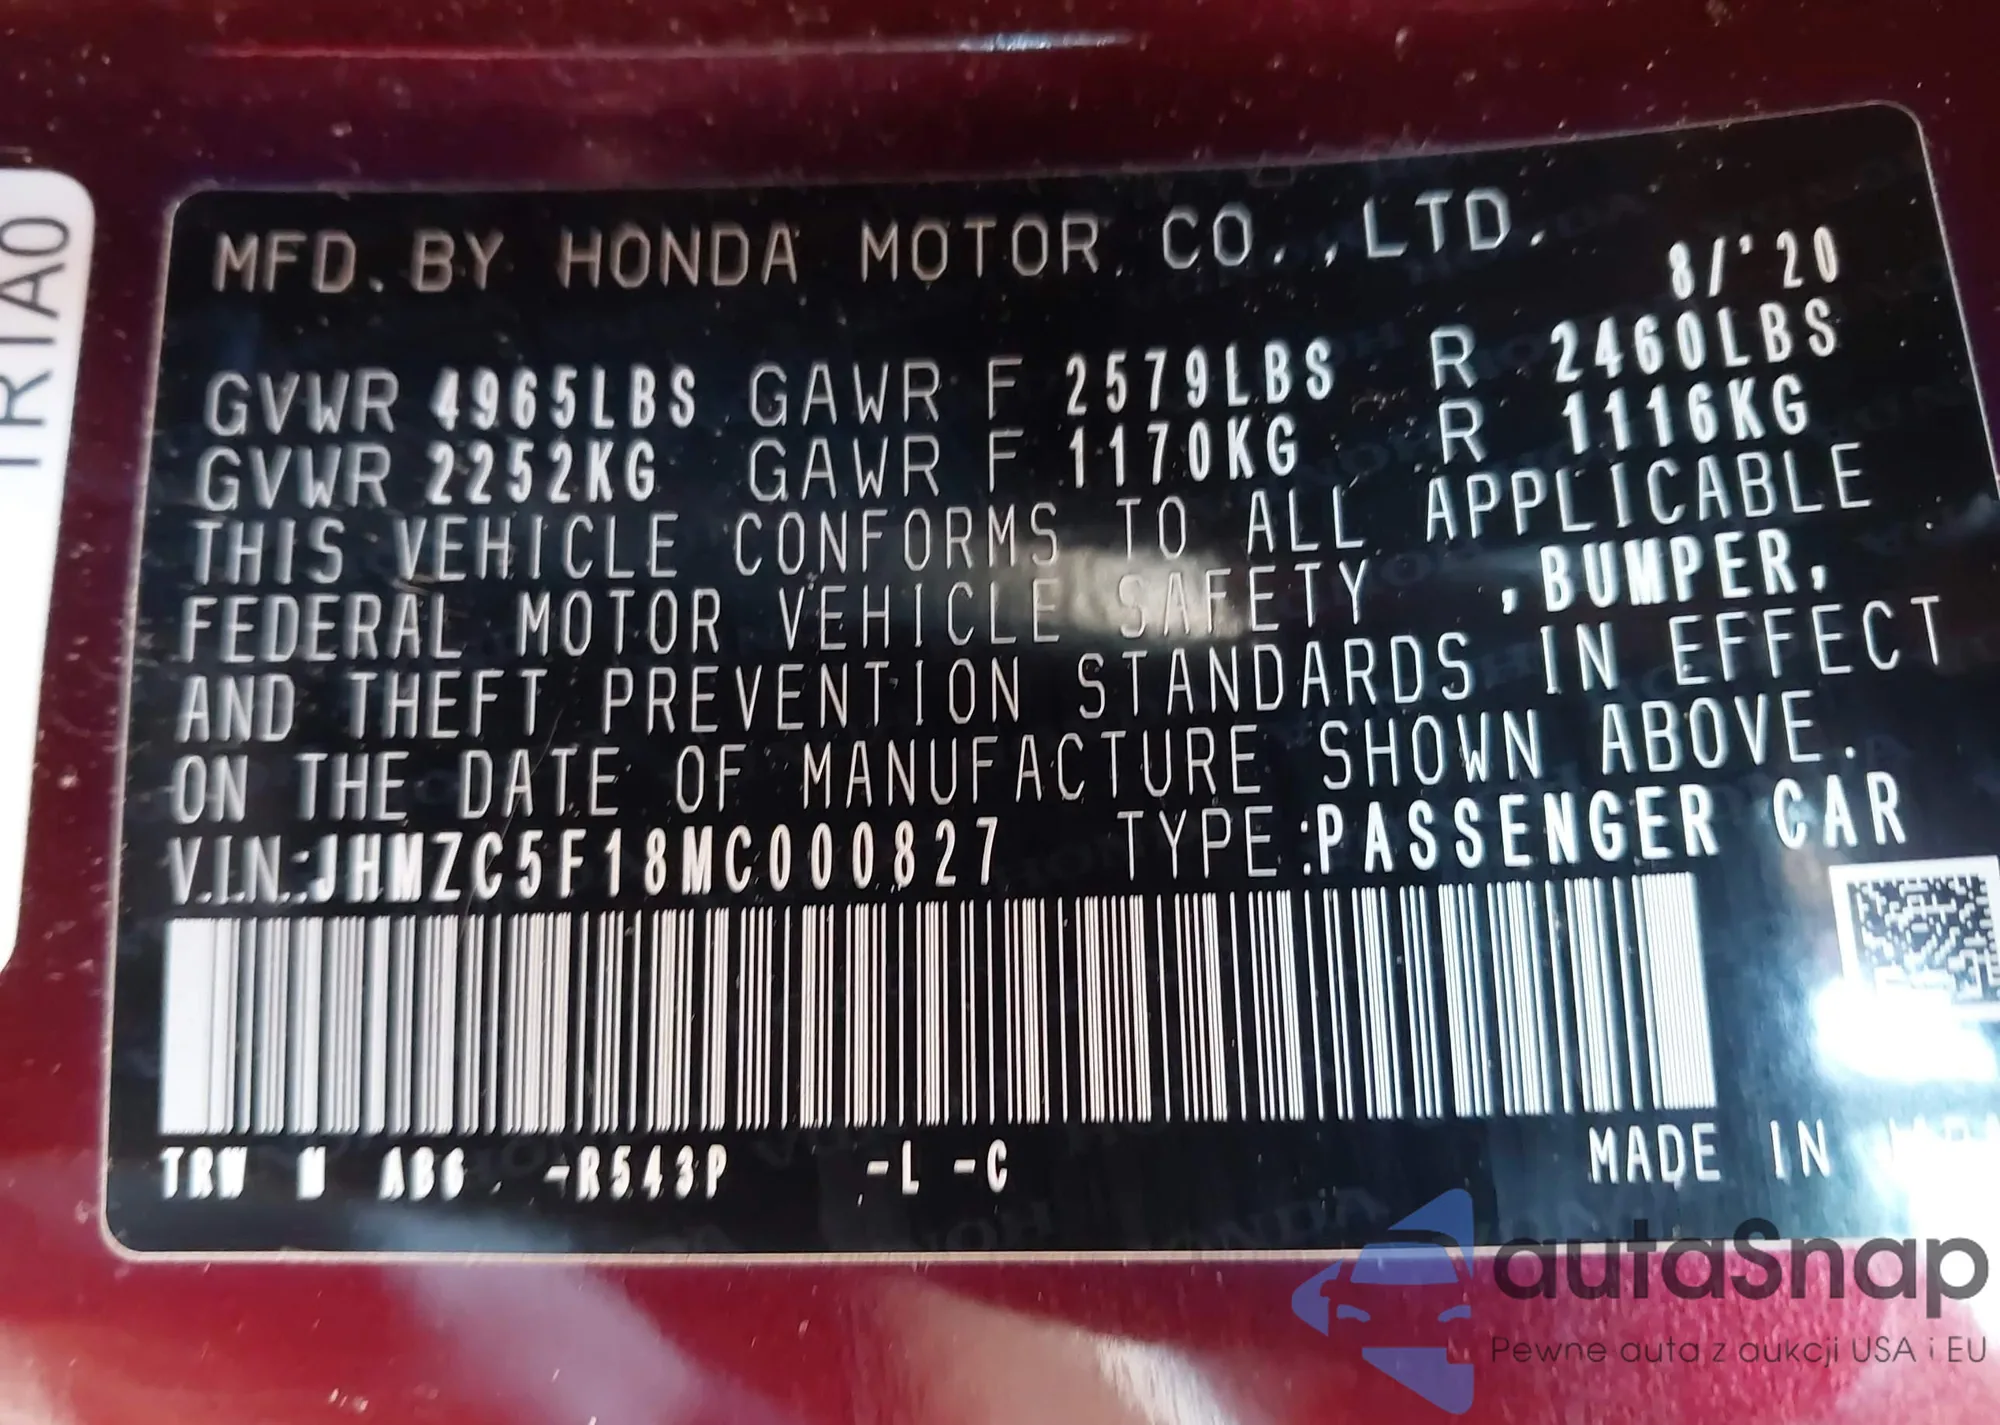 TRIA0
MFD. BY HONDA MOTOR CO.,LTD.
8/'20
GVWR 4965LBS GAWR F 2579LBS R 2460LBS
GVWR 2252KG GAWR F 1170KG R 1116KG
THIS VEHICLE CONFORMS TO ALL APPLICABLE
FEDERAL MOTOR VEHICLE SAFETY ,BUMPER,
AND THEFT PREVENTION STANDARDS IN EFFECT
ON THE DATE OF MANUFACTURE SHOWN ABOVE.
V.I.N.:JHMZC5F18MC000827 TYPE:PASSENGER CAR
TRW M ABG -R543P -L -C
MADE IN
autaSnap
Pewne auta z aukcji USA i EU